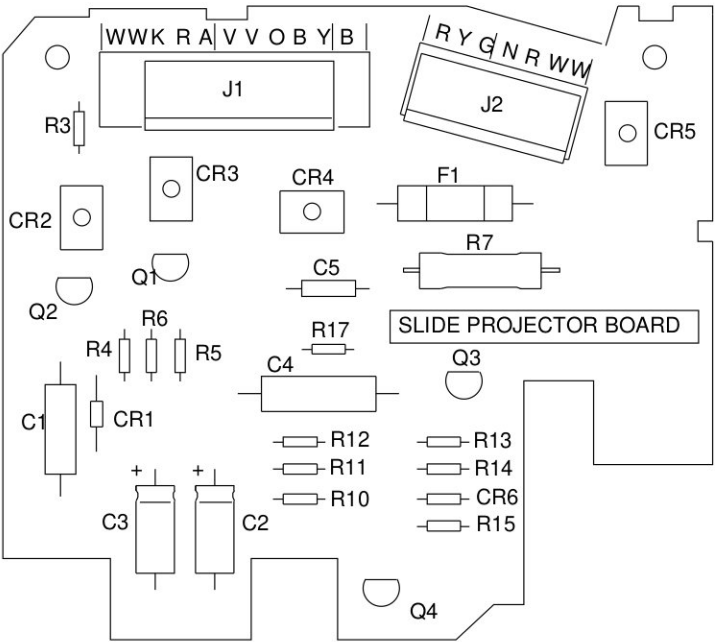 WWK R A V V O B Y B
R Y G N R W W
J1
J2
R3
CR5
CR3
CR4
F1
CR2
R7
Q1
C5
Q2
R6
R17
SLIDE PROJECTOR BOARD
R4
R5
C4
Q3
C1
CR1
R12
R13
R11
R14
R10
CR6
+ +
C3
C2
R15
Q4